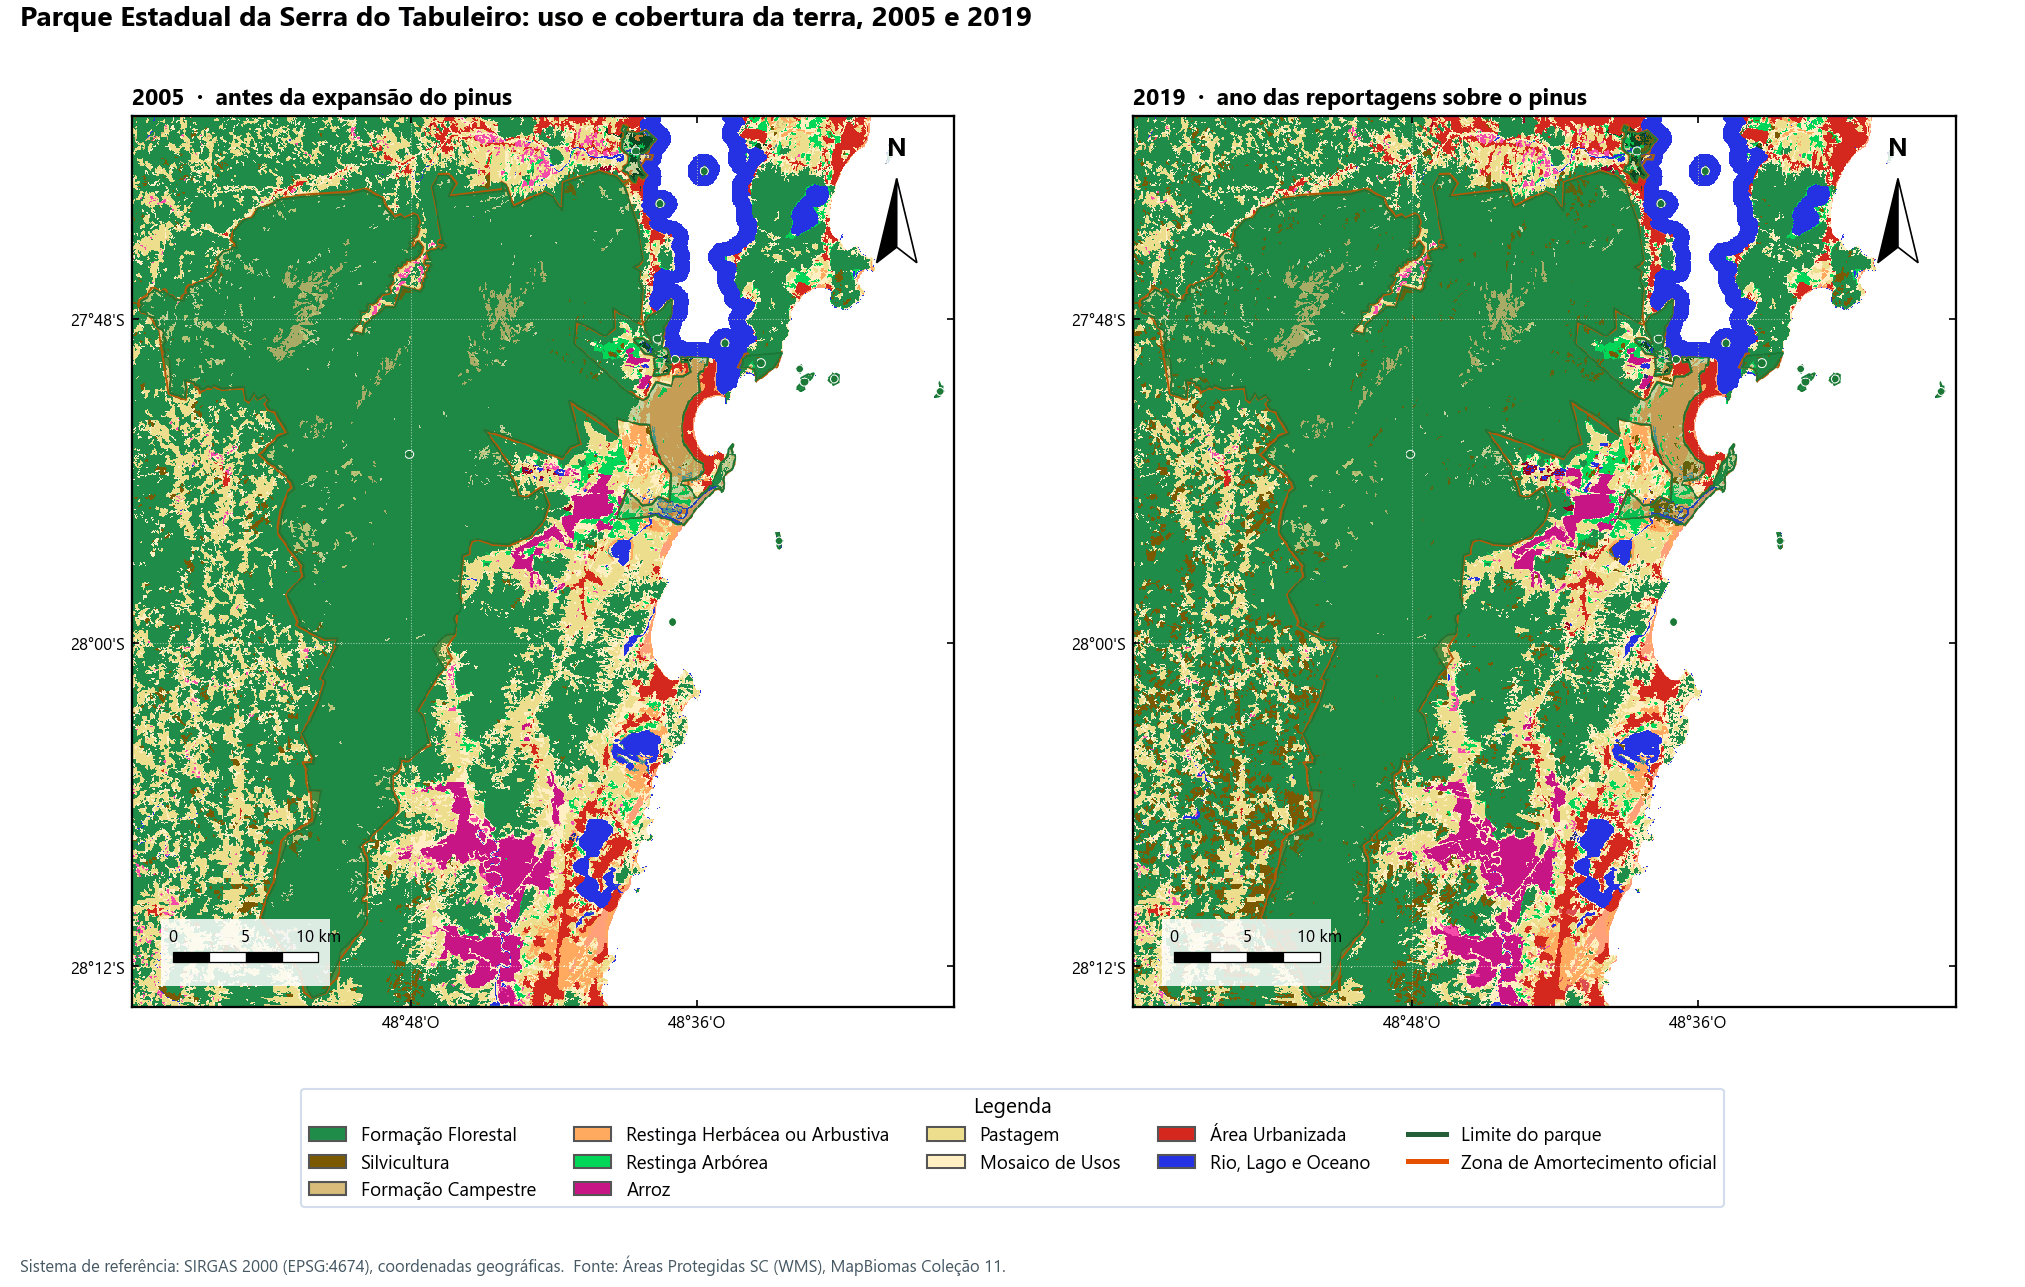 Parque Estadual da Serra do Tabuleiro: uso e cobertura da terra, 2005 e 2019
2005 · antes da expansão do pinus
N
27°48'S
28°00'S
28°12'S
0 5 10 km
48°48'O 48°36'O
2019 · ano das reportagens sobre o pinus
N
27°48'S
28°00'S
28°12'S
0 5 10 km
48°48'O 48°36'O
Legenda
Formação Florestal
Silvicultura
Formação Campestre
Restinga Herbácea ou Arbustiva
Restinga Arbórea
Arroz
Pastagem
Mosaico de Usos
Área Urbanizada
Rio, Lago e Oceano
Limite do parque
Zona de Amortecimento oficial
Sistema de referência: SIRGAS 2000 (EPSG:4674), coordenadas geográficas. Fonte: Áreas Protegidas SC (WMS), MapBiomas Coleção 11.